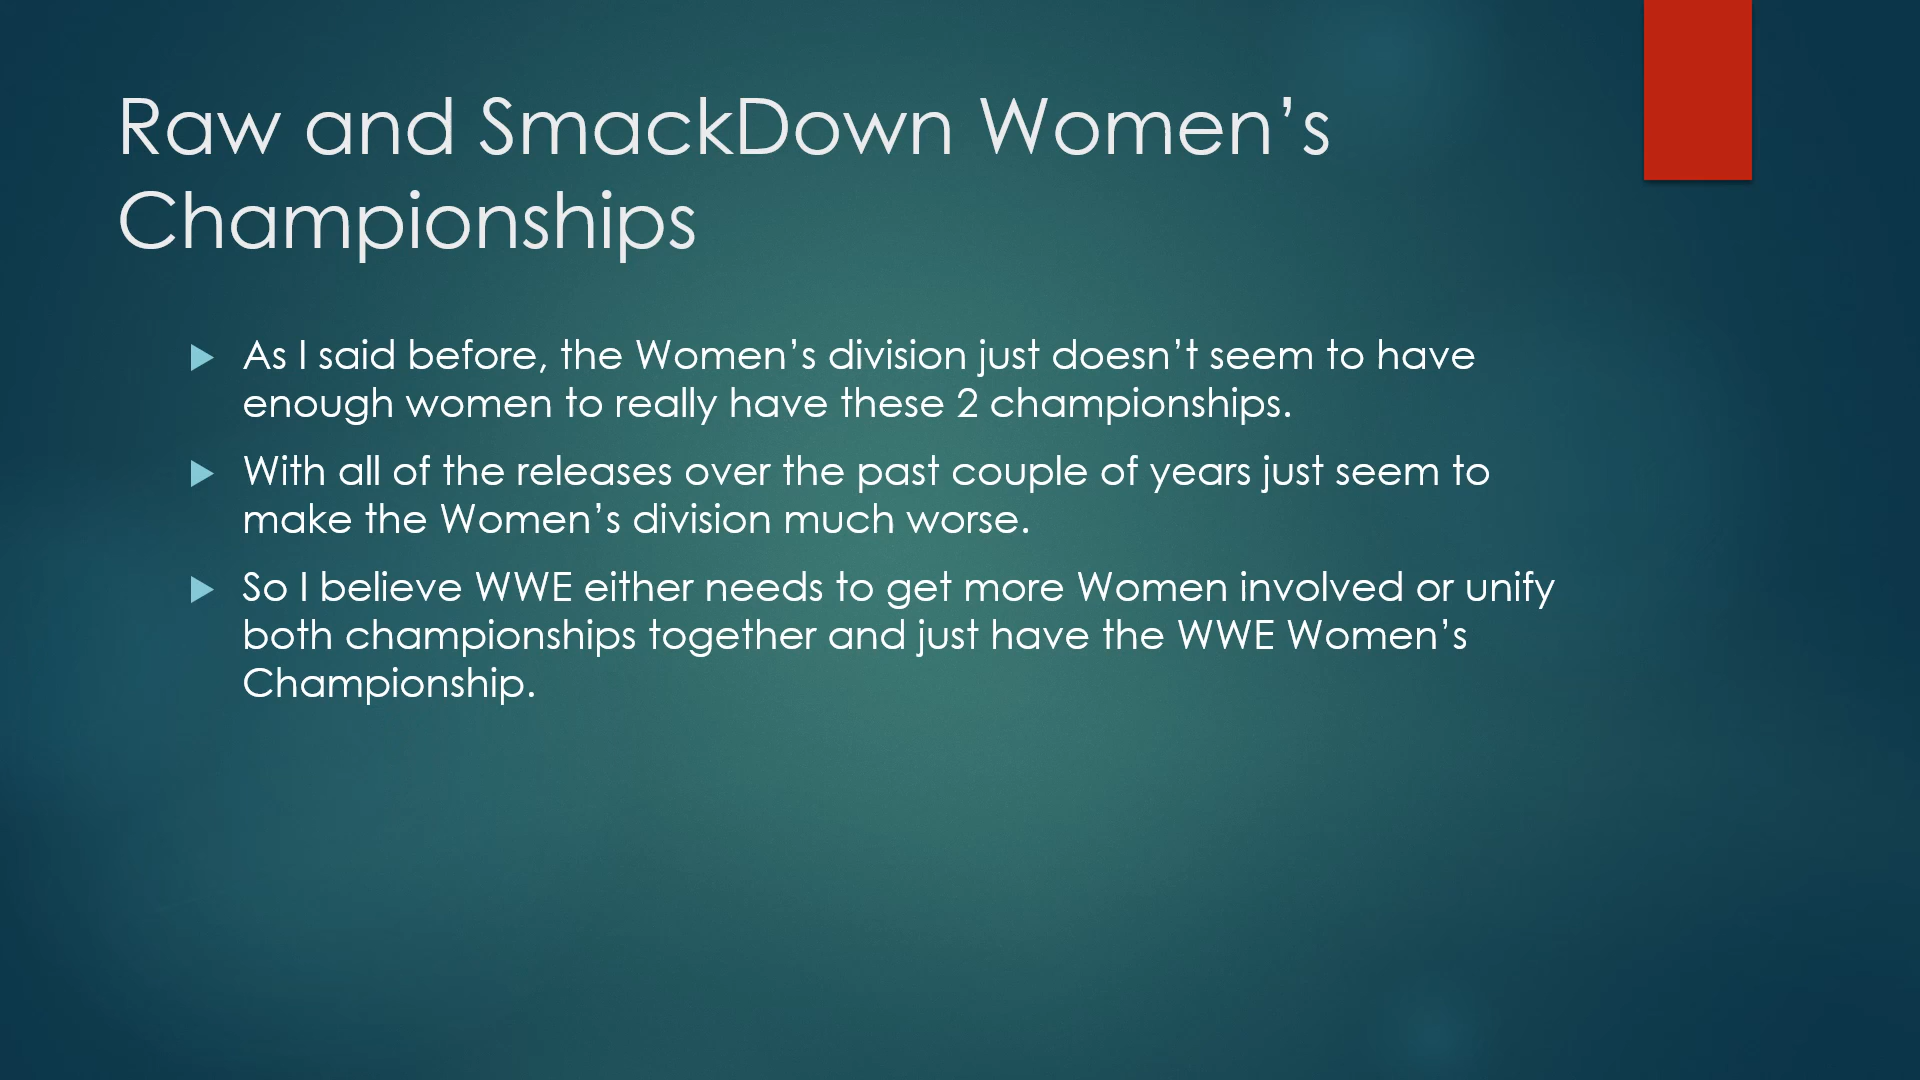 Raw and SmackDown Women’s
Championships
As I said before, the Women’s division just doesn’t seem to have
enough women to really have these 2 championships.
With all of the releases over the past couple of years just seem to
make the Women’s division much worse.
So I believe WWE either needs to get more Women involved or unify
both championships together and just have the WWE Women’s
Championship.